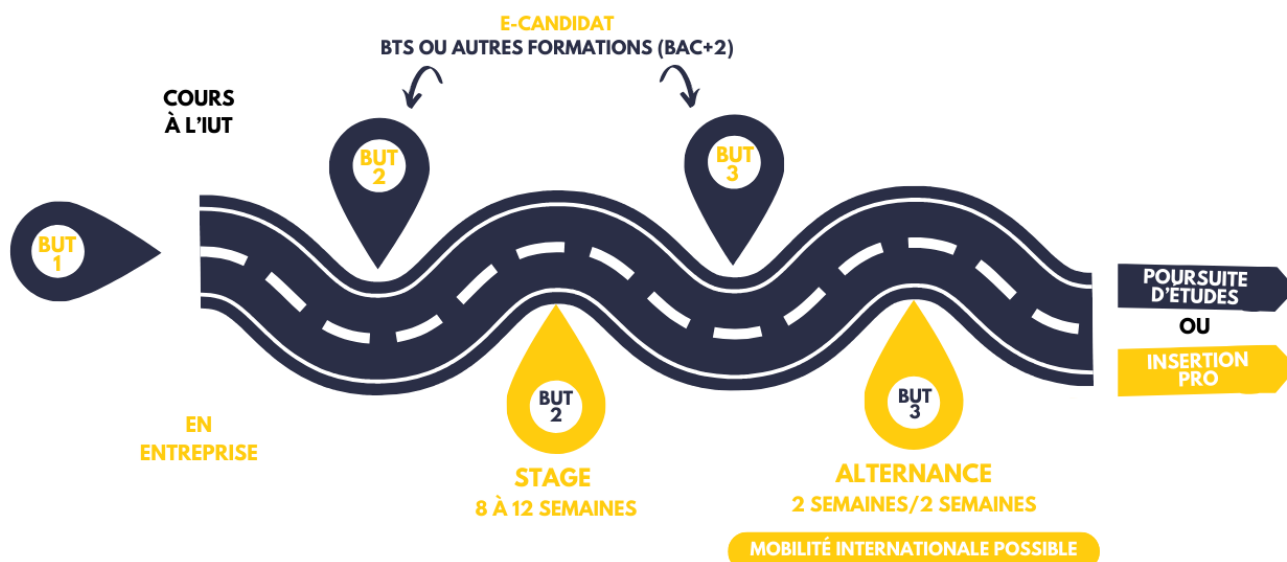 E-CANDIDAT
BTS OU AUTRES FORMATIONS (BAC+2)
COURS
À L'IUT
BUT
1
BUT
2
BUT
3
POURSUITE
D'ÉTUDES
OU
INSERTION
PRO
EN
ENTREPRISE
BUT
2
STAGE
8 À 12 SEMAINES
BUT
3
ALTERNANCE
2 SEMAINES/2 SEMAINES
MOBILITÉ INTERNATIONALE POSSIBLE